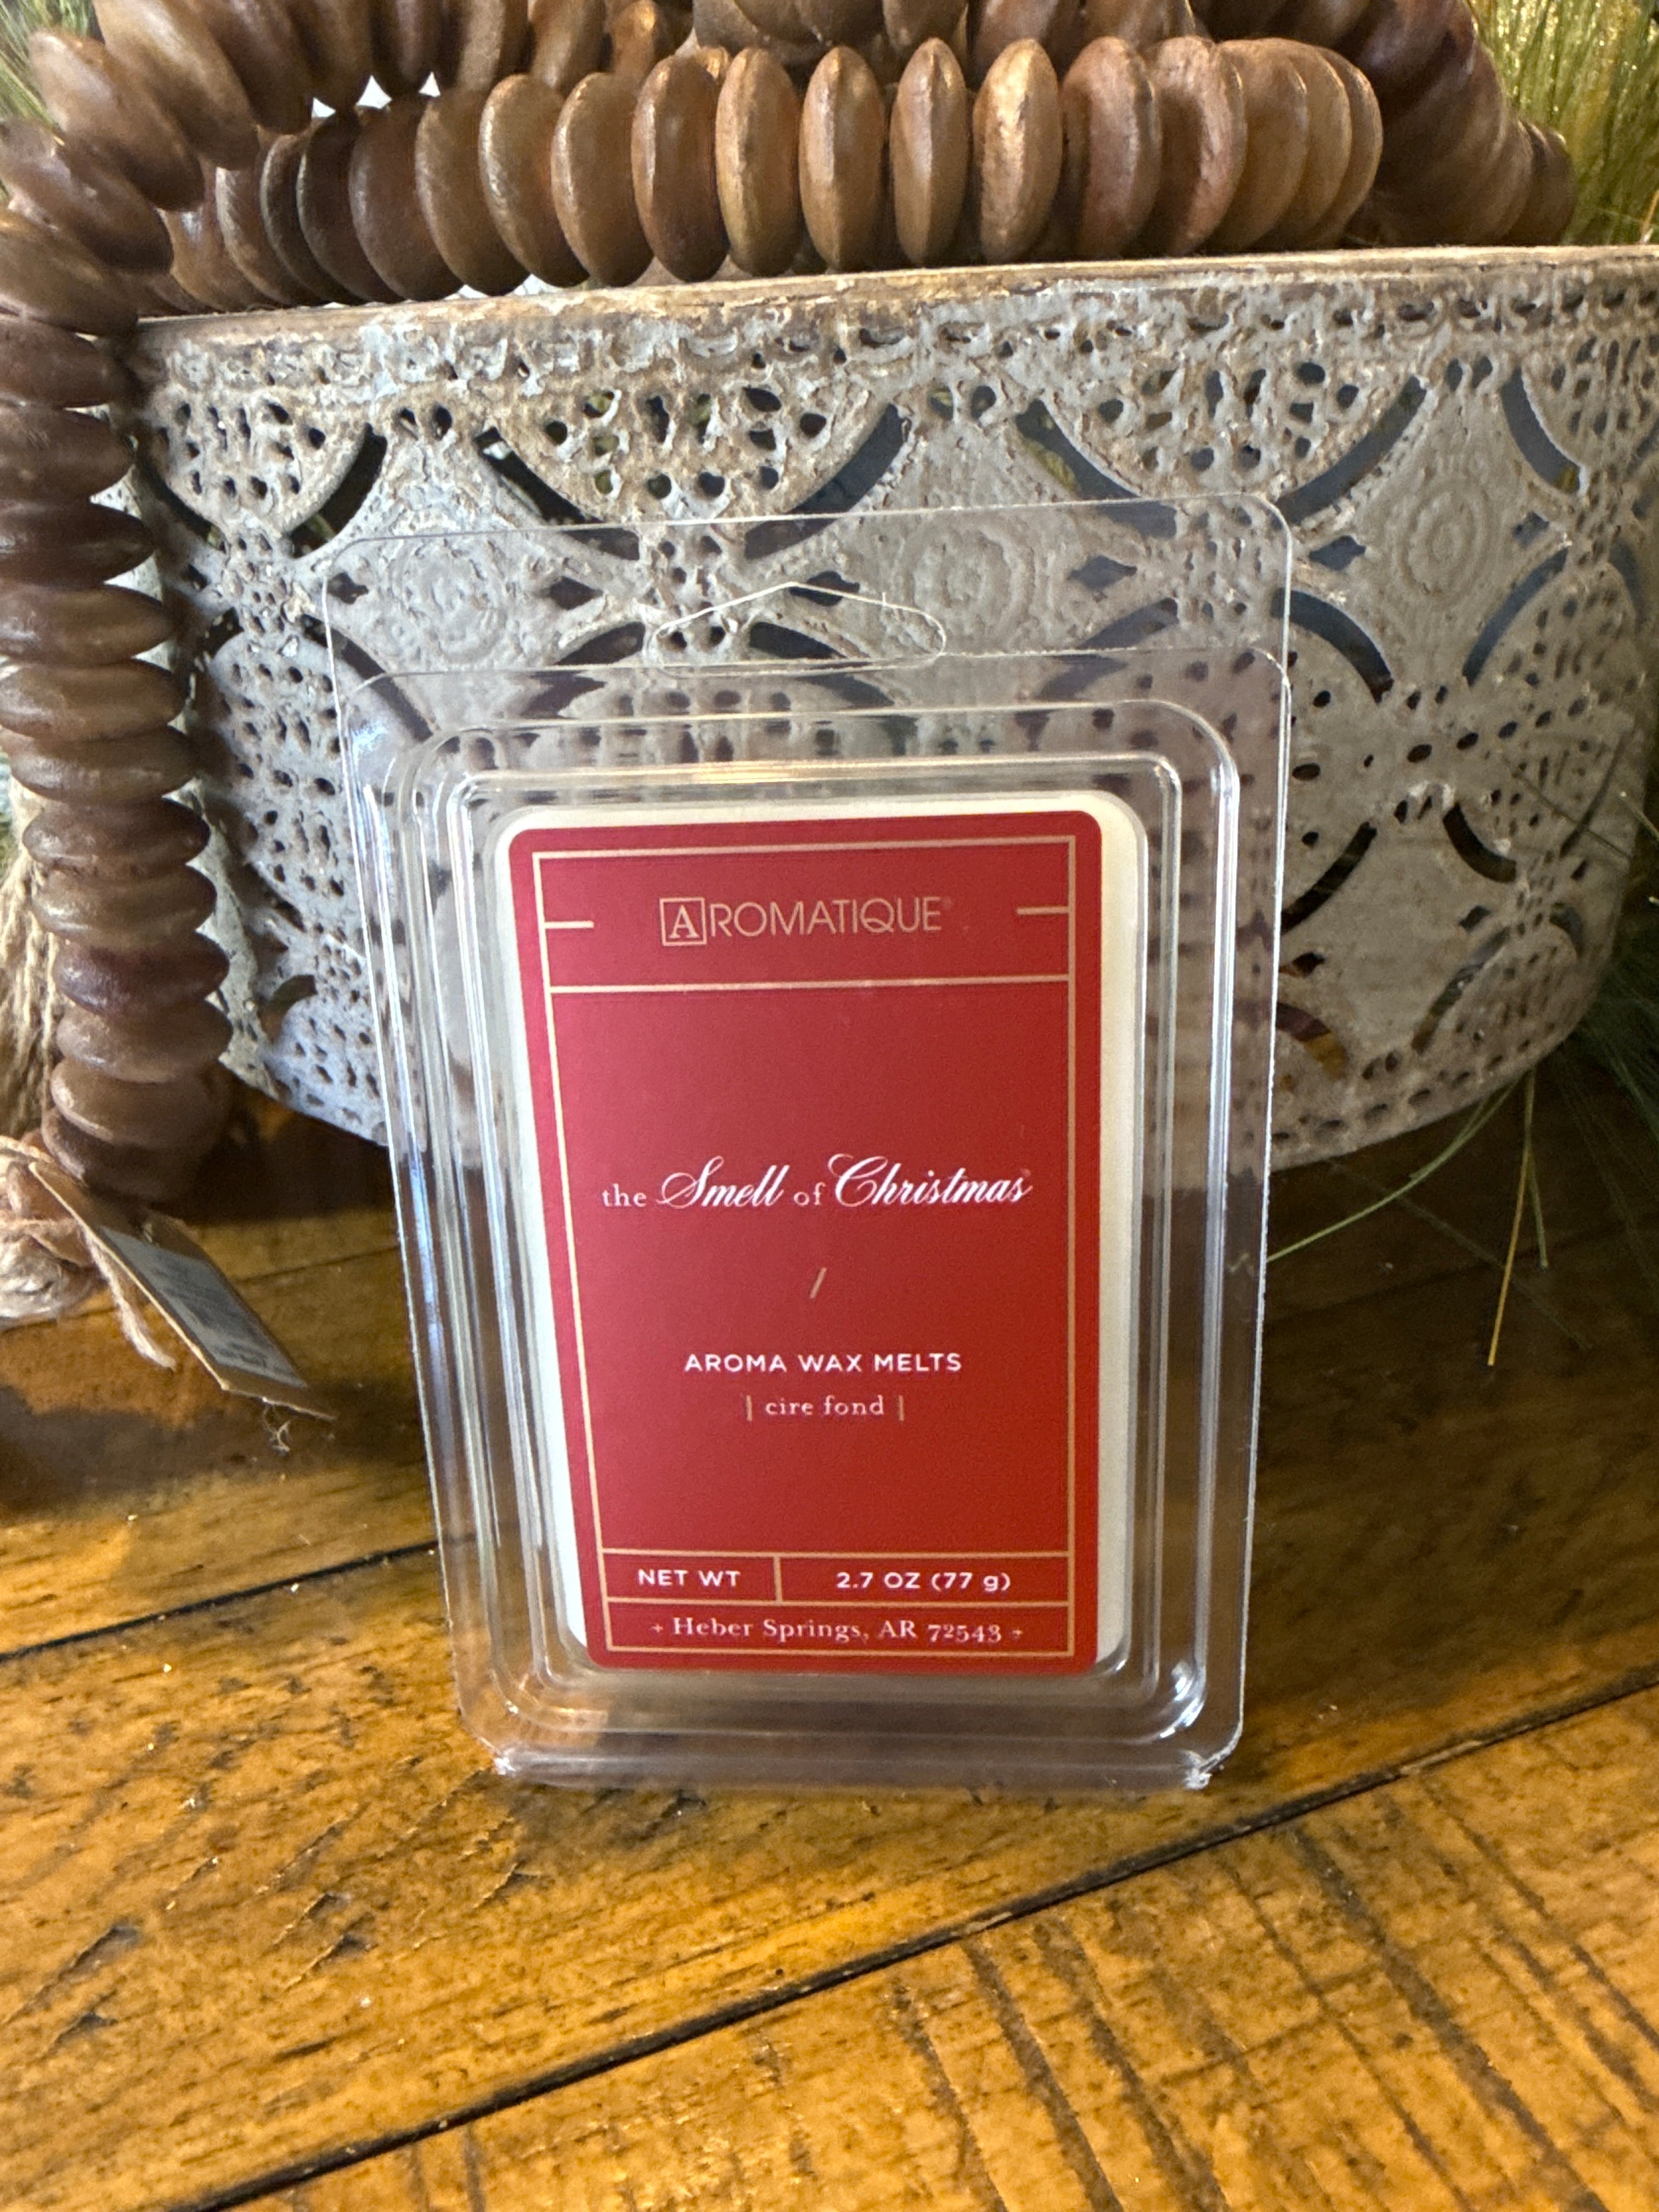 AROMATIQUE®
the Smell of Christmas
/
AROMA WAX MELTS
| cire fond |
NET WT 2.7 OZ (77 g)
+ Heber Springs, AR 72543 +